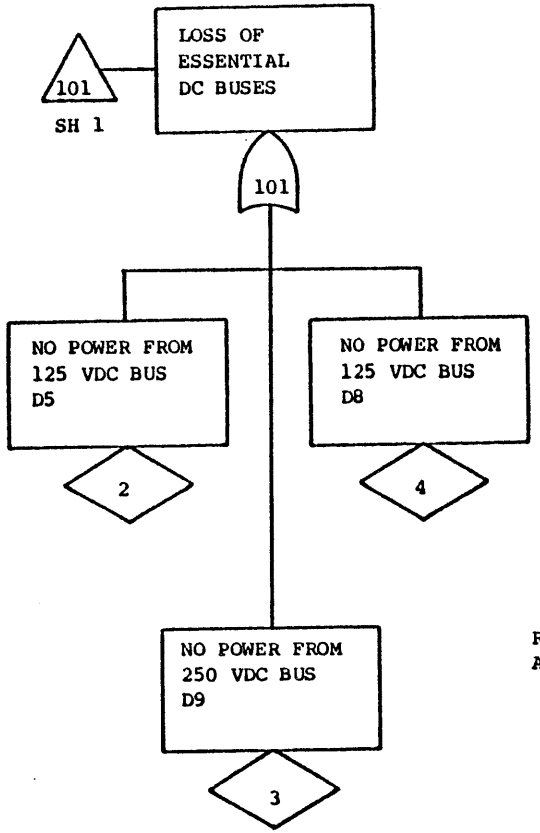 LOSS OF
ESSENTIAL
DC BUSES
101
SH 1
101
NO POWER FROM
125 VDC BUS
D5
2
NO POWER FROM
125 VDC BUS
D8
4
NO POWER FROM
250 VDC BUS
D9
3